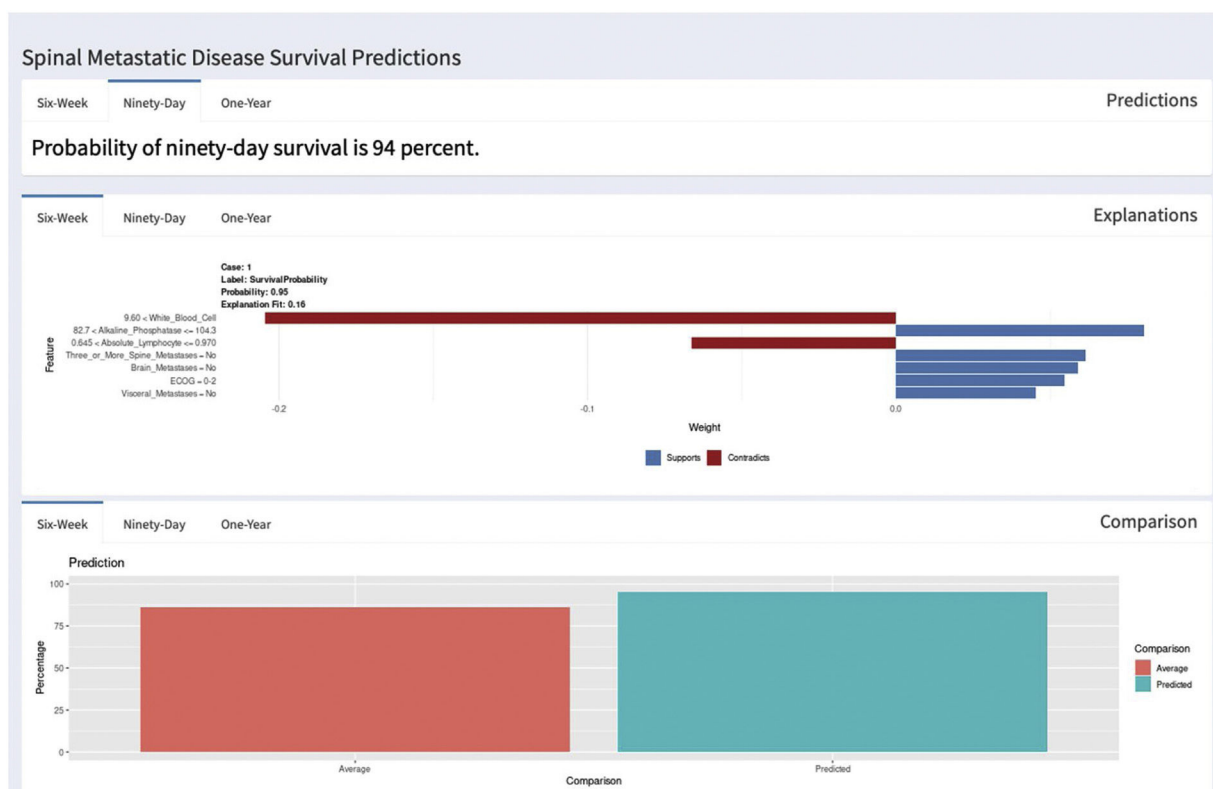 Spinal Metastatic Disease Survival Predictions
Six-Week Ninety-Day One-Year Predictions
Probability of ninety-day survival is 94 percent.
Six-Week Ninety-Day One-Year Explanations
Case: 1
Label: SurvivalProbability
Probability: 0.95
Explanation Fit: 0.16
Feature
9.60 < White_Blood_Cell
82.7 < Alkaline_Phosphatase <= 104.3
0.645 < Absolute_Lymphocyte <= 0.970
Three_or_More_Spine_Metastases = No
Brain_Metastases = No
ECOG = 0-2
Visceral_Metastases = No
-0.2 -0.1 0.0
Weight
Supports Contradicts
Six-Week Ninety-Day One-Year Comparison
Prediction
Percentage
100
75
50
25
0
Average Predicted
Comparison
Comparison
Average
Predicted